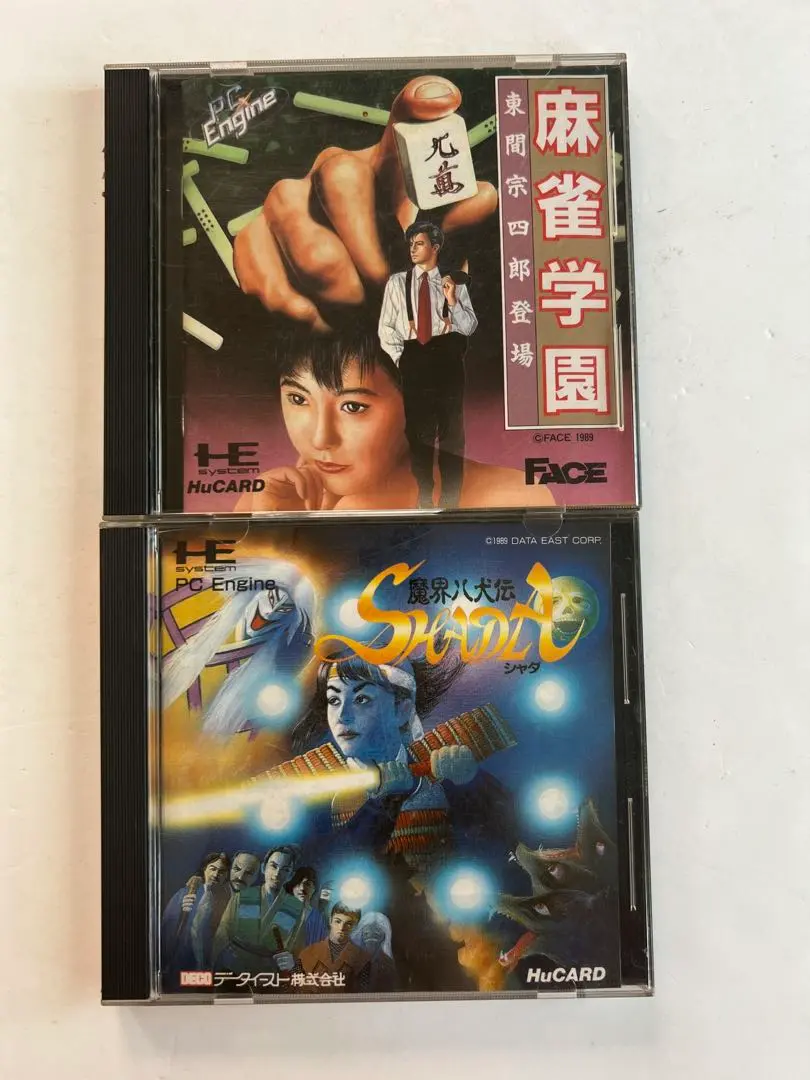 PC
Engine
九萬
麻雀学園
東間宗四郎登場
©FACE 1989
HE
system
HuCARD
FACE
HE
system
PC Engine
©1989 DATA EAST CORP.
魔界八犬伝
SHADA
シャダ
DECO データイースト株式会社
HuCARD